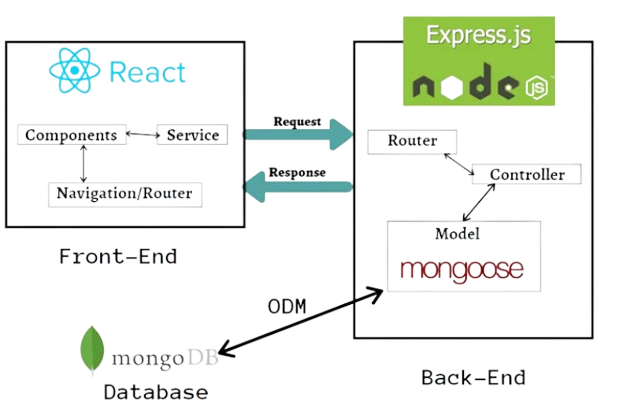 React
Components
Service
Navigation/Router
Front-End
Request
Response
Express.js
node
JS
Router
Controller
Model
mongoose
Back-End
ODM
mongoDB
Database